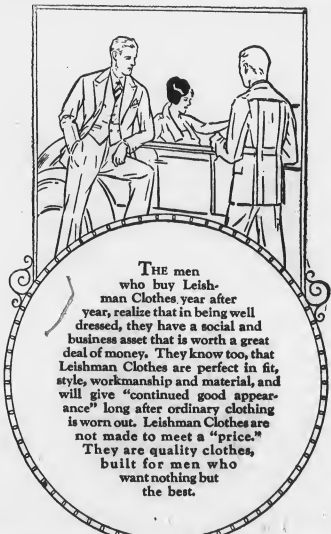 THE men
who buy Leish-
man Clothes year after
year, realize that in being well
dressed, they have a social and
business asset that is worth a great
deal of money. They know too, that
Leishman Clothes are perfect in fit,
style, workmanship and material, and
will give "continued good appear-
ance" long after ordinary clothing
is worn out. Leishman Clothes are
not made to meet a "price."
They are quality clothes,
built for men who
want nothing but
the best.